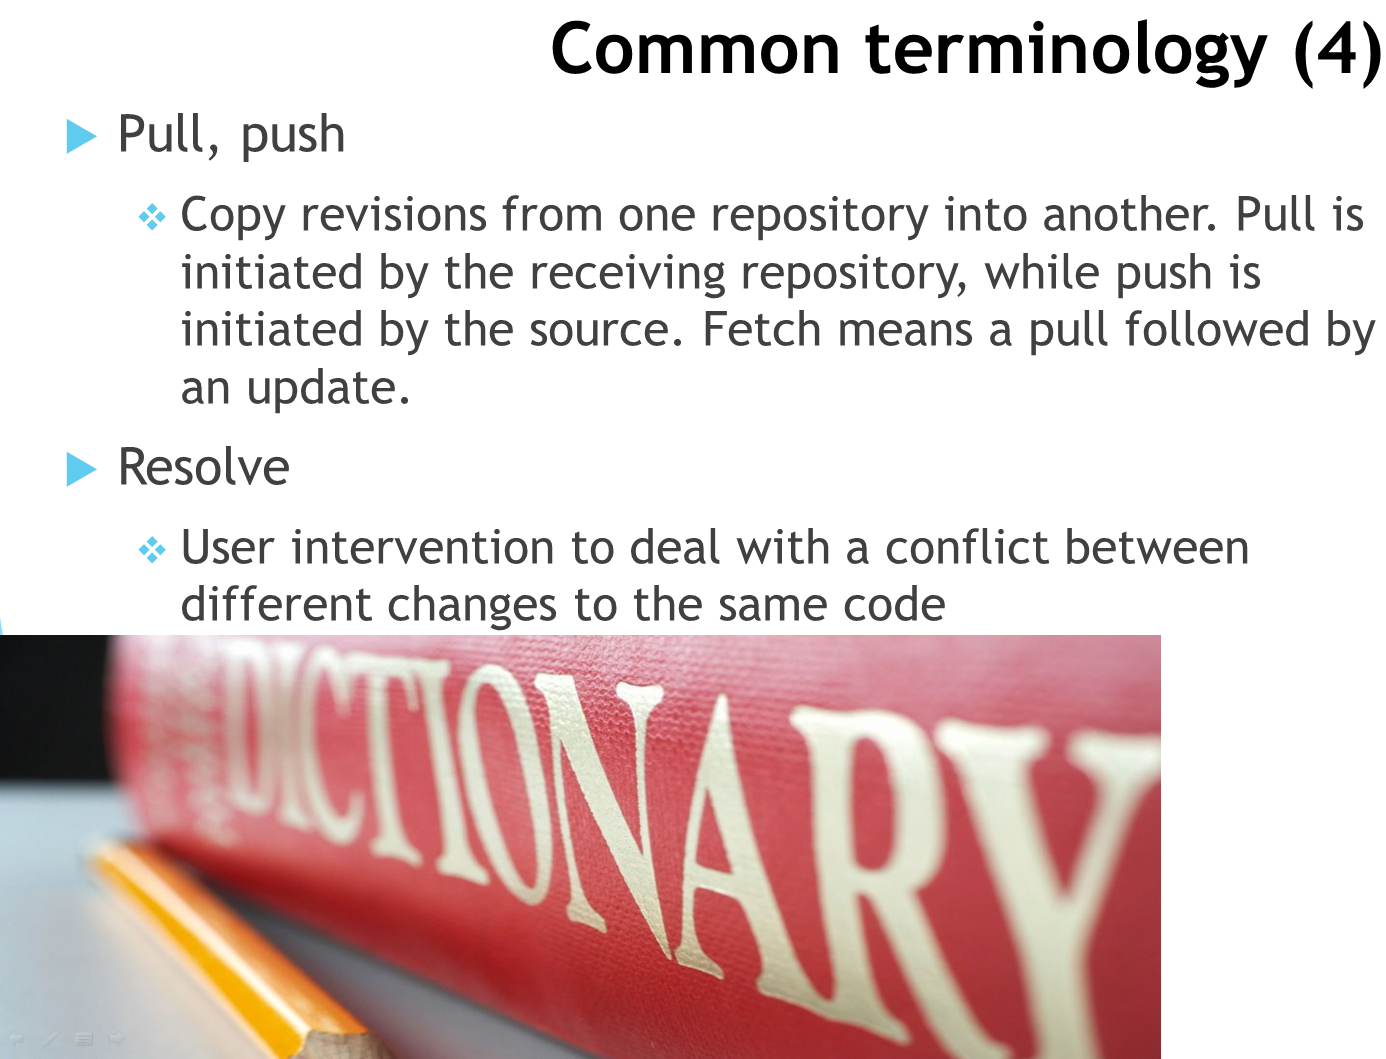 Common terminology (4)
Pull, push
Copy revisions from one repository into another. Pull is
initiated by the receiving repository, while push is
initiated by the source. Fetch means a pull followed by
an update.
Resolve
User intervention to deal with a conflict between
different changes to the same code
DICTIONARY